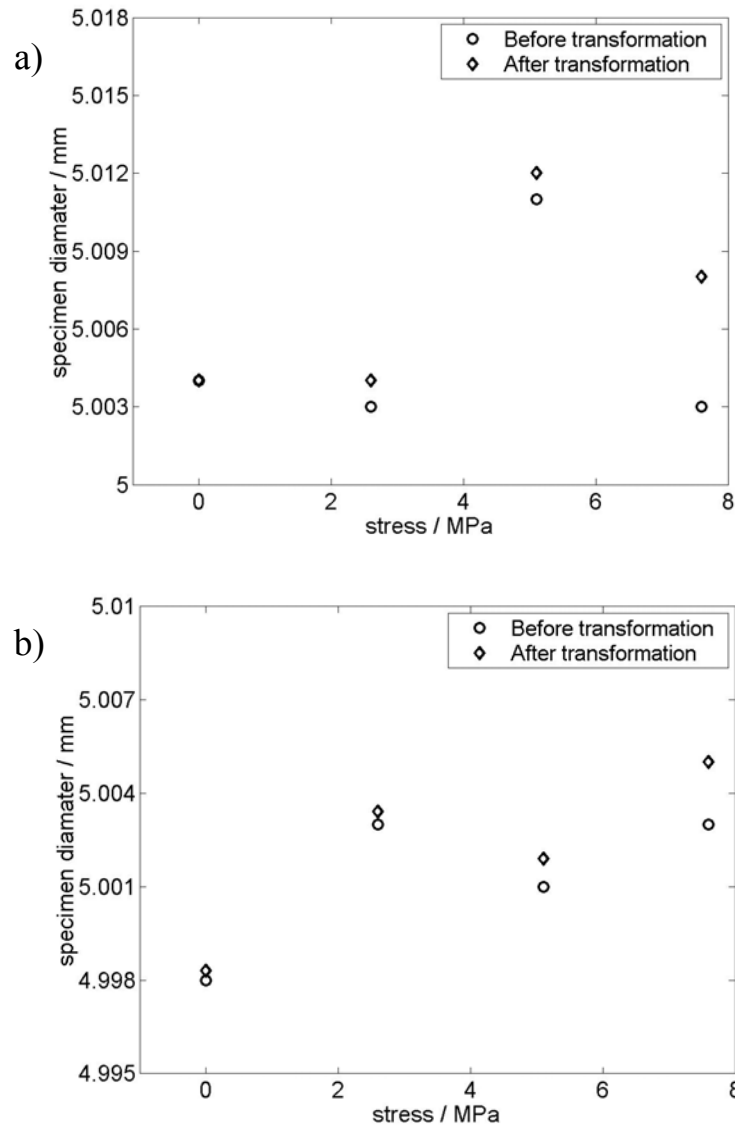 a)
5.018
5.015
5.012
5.009
5.006
5.003
5
specimen diamater / mm
Before transformation
After transformation
0 2 4 6 8
stress / MPa
b)
5.01
5.007
5.004
5.001
4.998
4.995
specimen diamater / mm
Before transformation
After transformation
0 2 4 6 8
stress / MPa